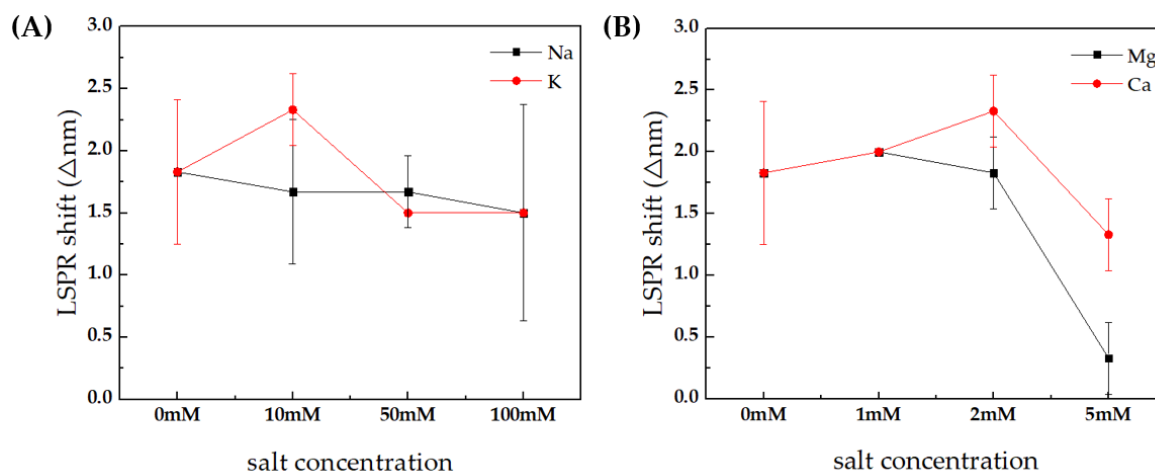 (A)
3.0
2.5
2.0
1.5
1.0
0.5
0.0
LSPR shift (△nm)
Na
K
0mM 10mM 50mM 100mM
salt concentration
(B)
3.0
2.5
2.0
1.5
1.0
0.5
0.0
LSPR shift (△nm)
Mg
Ca
0mM 1mM 2mM 5mM
salt concentration